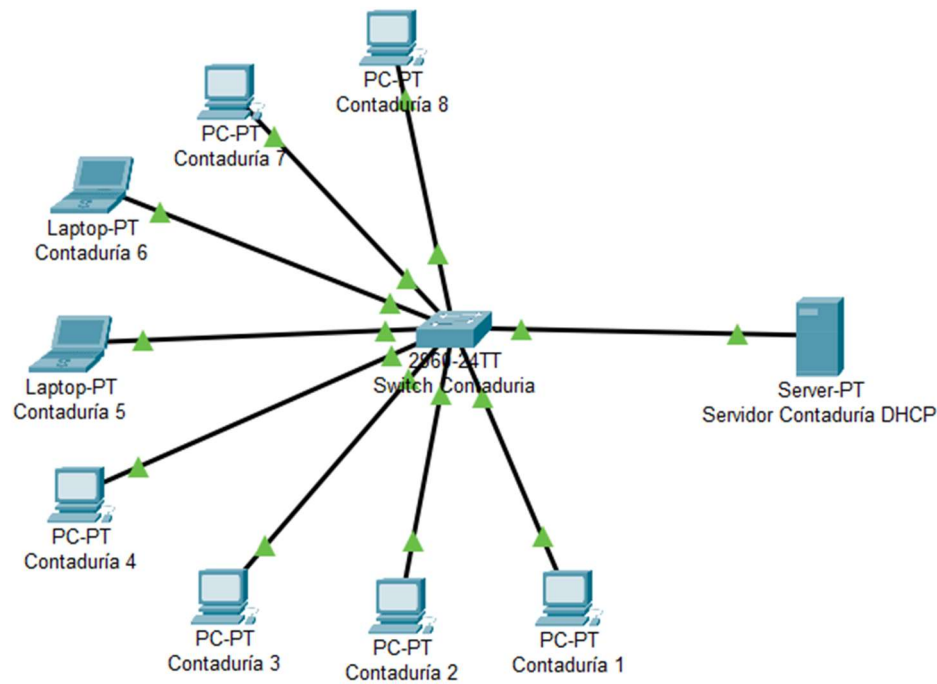 PC-PT
Contaduría 8
PC-PT
Contaduría 7
Laptop-PT
Contaduría 6
2960-24TT
Switch Contaduria
Laptop-PT
Contaduría 5
Server-PT
Servidor Contaduría DHCP
PC-PT
Contaduría 4
PC-PT
Contaduría 3
PC-PT
Contaduría 2
PC-PT
Contaduría 1